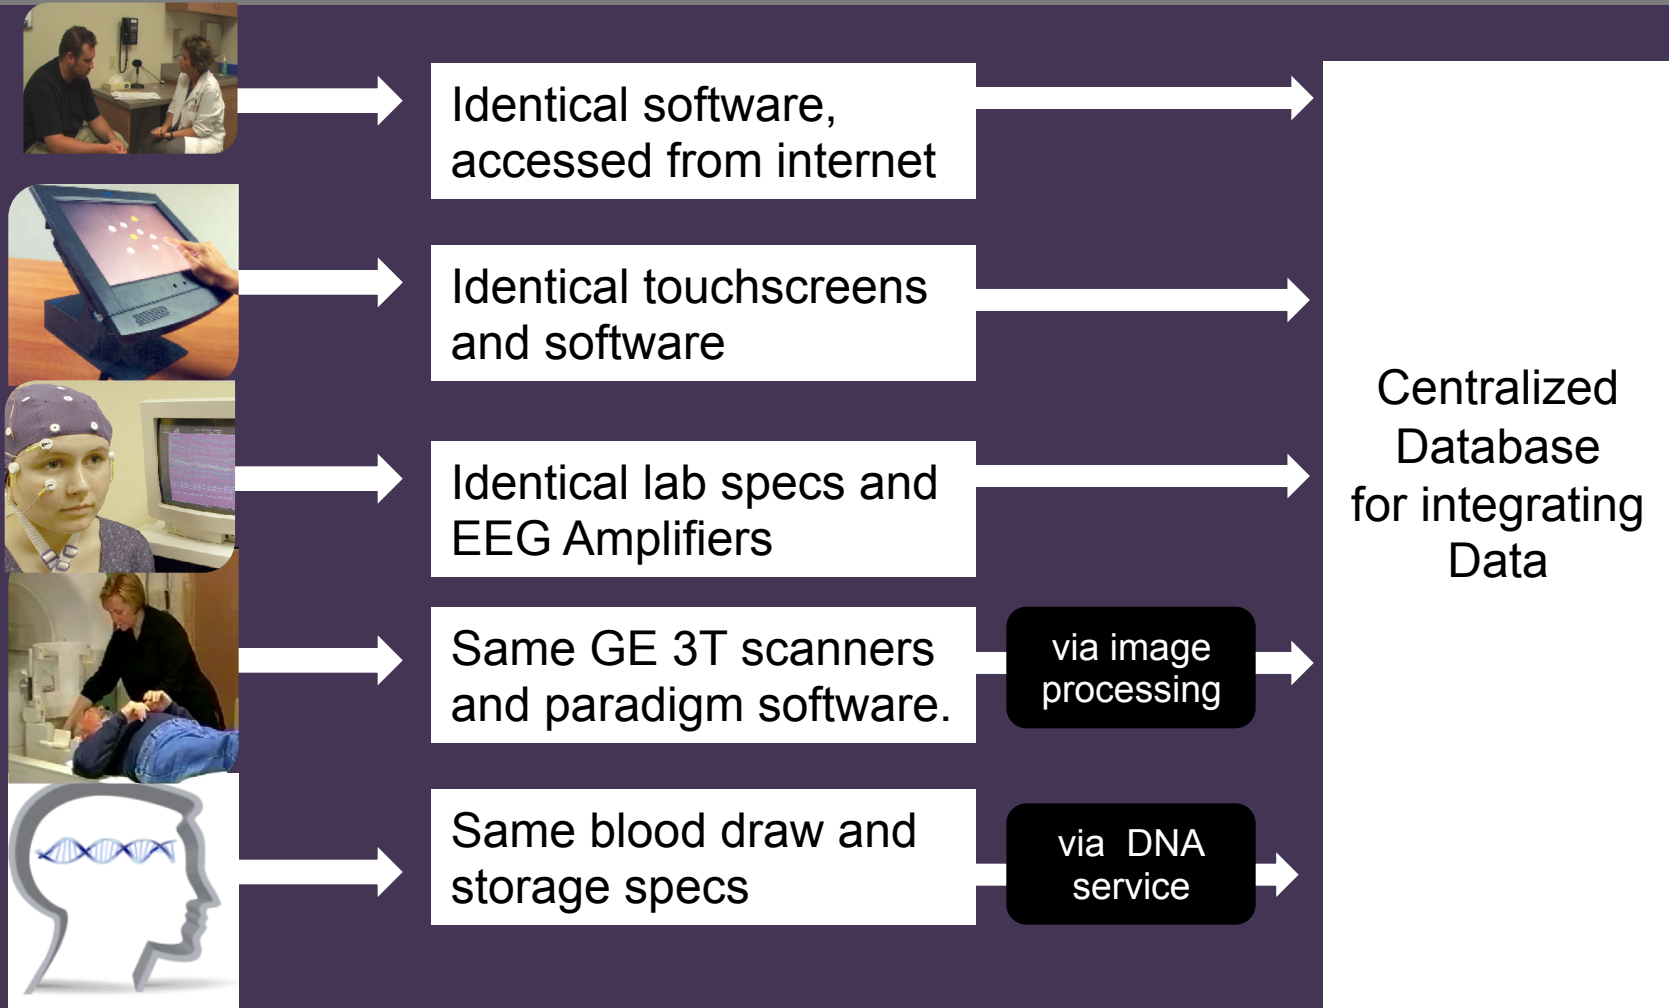 Identical software,
accessed from internet
Identical touchscreens
and software
Identical lab specs and
EEG Amplifiers
Same GE 3T scanners
and paradigm software.
via image
processing
Same blood draw and
storage specs
via DNA
service
Centralized
Database
for integrating
Data